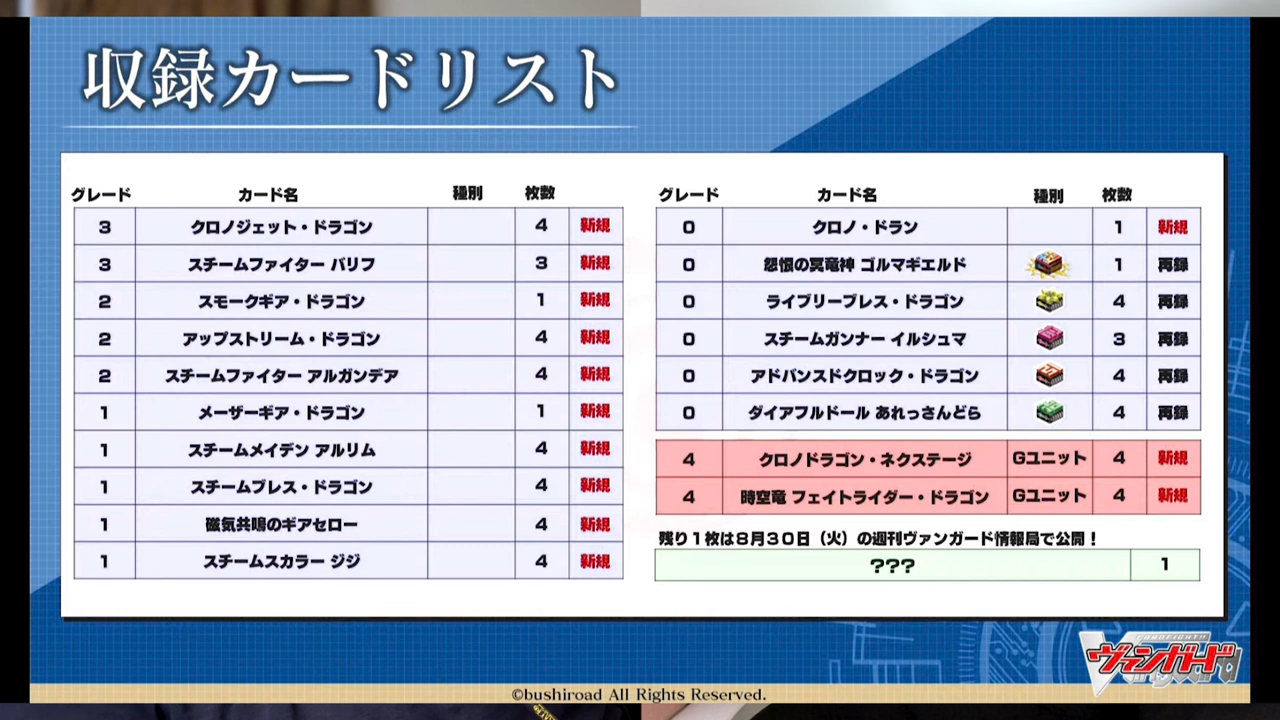 収録カードリスト
グレード カード名 種別 枚数
3 クロノジェット・ドラゴン 4 新規
3 スチームファイター バリフ 3 新規
2 スモークギア・ドラゴン 1 新規
2 アップストリーム・ドラゴン 4 新規
2 スチームファイター アルガンデア 4 新規
1 メーザーギア・ドラゴン 1 新規
1 スチームメイデン アルリム 4 新規
1 スチームブレス・ドラゴン 4 新規
1 磁気共鳴のギアセロー 4 新規
1 スチームスカラー ジジ 4 新規
グレード カード名 種別 枚数
0 クロノ・ドラン 1 新規
0 怨恨の冥竜神 ゴルマギエルド 1 再録
0 ライブリーブレス・ドラゴン 4 再録
0 スチームガンナー イルシュマ 3 再録
0 アドバンスドクロック・ドラゴン 4 再録
0 ダイアフルドール あれっさんどら 4 再録
4 クロノドラゴン・ネクステージ Gユニット 4 新規
4 時空竜 フェイトライダー・ドラゴン Gユニット 4 新規
残り1枚は8月30日（火）の週刊ヴァンガード情報局で公開！
??? 1
CARDFIGHT!!
ヴァンガード
Vanguard
©bushiroad All Rights Reserved.